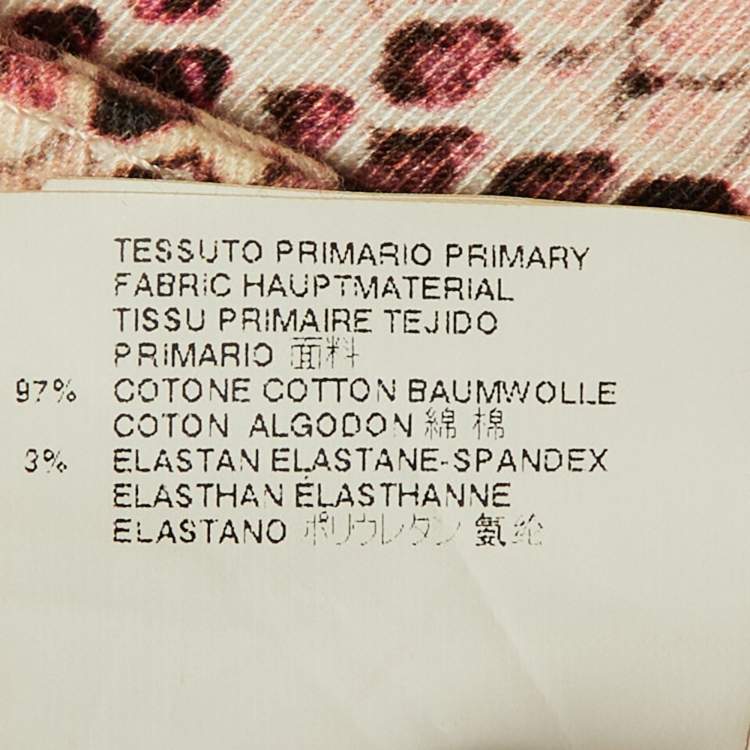 TESSUTO PRIMARIO PRIMARY
FABRIC HAUPTMATERIAL
TISSU PRIMAIRE TEJIDO
PRIMARIO 面料
97% COTONE COTTON BAUMWOLLE
COTON ALGODON 綿 棉
3% ELASTAN ELASTANE-SPANDEX
ELASTHAN ÉLASTHANNE
ELASTANO ポリウレタン 氨纶